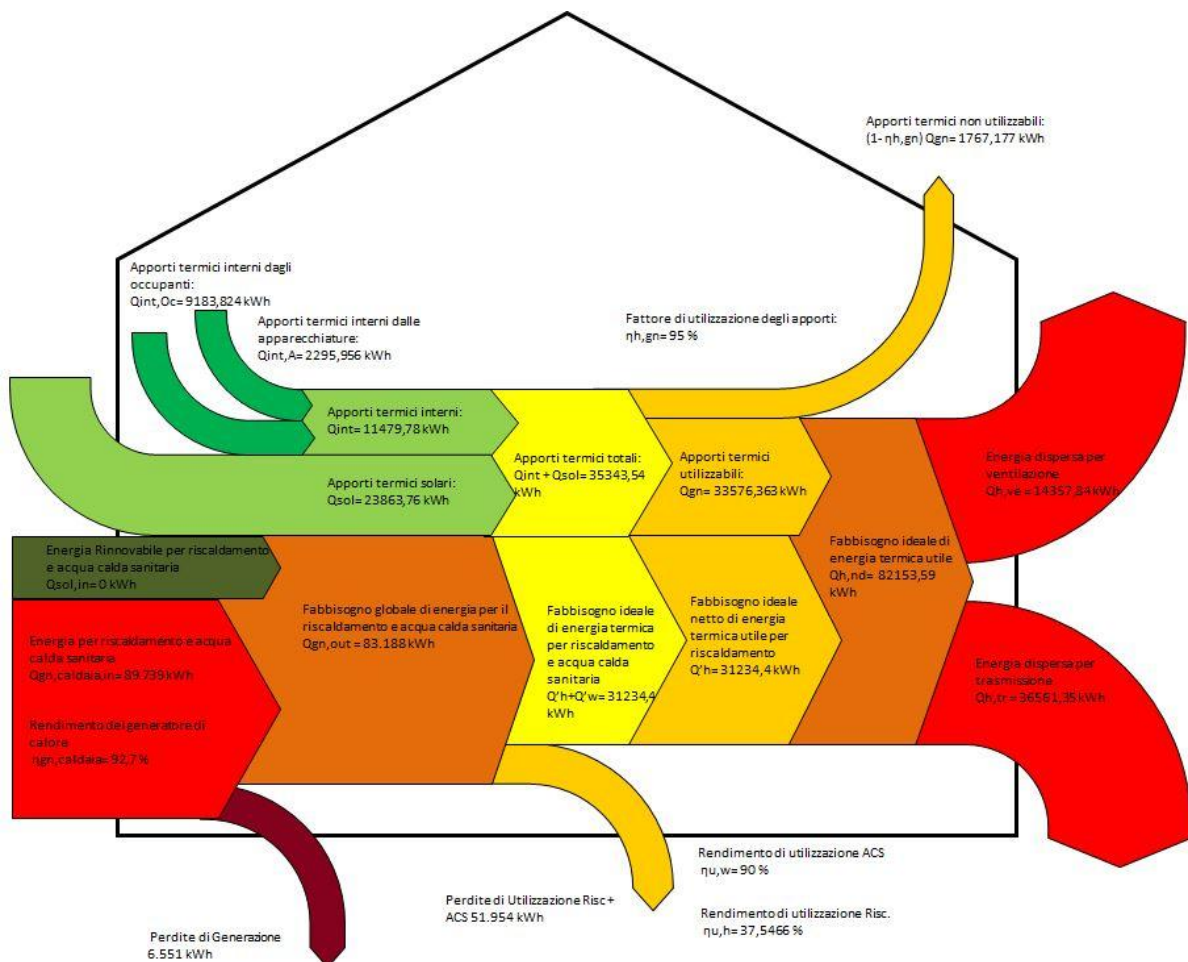 Apporti termici non utilizzabili:
(1- ηh,gn) Qgn= 1767,177 kWh
Apporti termici interni dagli
occupanti:
Qint,Oc= 9183,824 kWh
Apporti termici interni dalle
apparecchiature:
Qint,A= 2295,956 kWh
Fattore di utilizzazione degli apporti:
ηh,gn= 95 %
Apporti termici interni:
Qint= 11479,78 kWh
Apporti termici solari:
Qsol= 23863,76 kWh
Apporti termici totali:
Qint + Qsol= 35343,54
kWh
Apporti termici
utilizzabili:
Qgn= 33576,363 kWh
Energia dispersa per
ventilazione
Qh,ve= 14357,84 kWh
Energia Rinnovabile per riscaldamento
e acqua calda sanitaria
Qsol,in= 0 kWh
Energia per riscaldamento e acqua
calda sanitaria
Qgn,caldaia,in= 89.739 kWh
Rendimento del generatore di
calore
ηgn,caldaia= 92,7 %
Fabbisogno globale di energia per il
riscaldamento e acqua calda sanitaria
Qgn,out = 83.188 kWh
Fabbisogno ideale
di energia termica
per riscaldamento
e acqua calda
sanitaria
Q'h+Q'w= 31234,4
kWh
Fabbisogno ideale
netto di energia
termica utile per
riscaldamento
Q'h= 31234,4 kWh
Fabbisogno ideale di
energia termica utile
Qh,nd= 82153,59
kWh
Energia dispersa per
trasmissione
Qh,tr= 36561,35 kWh
Perdite di Generazione
6.551 kWh
Perdite di Utilizzazione Risc +
ACS 51.954 kWh
Rendimento di utilizzazione ACS
ηu,w= 90 %
Rendimento di utilizzazione Risc.
ηu,h= 37,5466 %